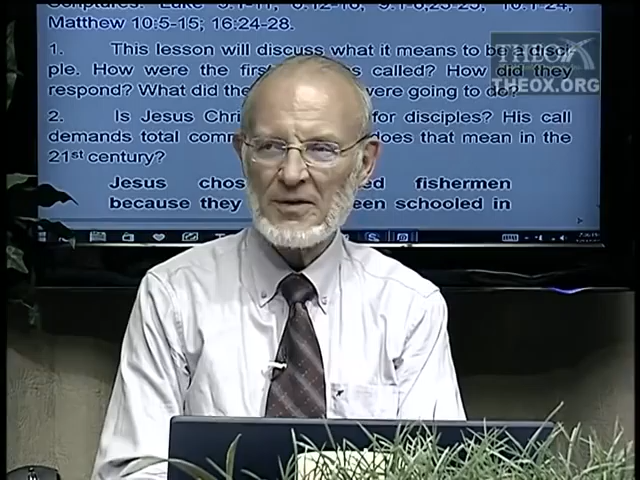 Scriptures: Luke 5:1-11; 6:12-16; 9:1-6,23-25; 10:1-24;
Matthew 10:5-15; 16:24-28.
1. This lesson will discuss what it means to be a disci-
ple. How were the firs called? How did they
respond? What did the were going to do?
2. Is Jesus Chri for disciples? His call
demands total com does that mean in the
21st century?
Jesus chos ed fishermen
because they een schooled in
THEOX
THEOX.ORG